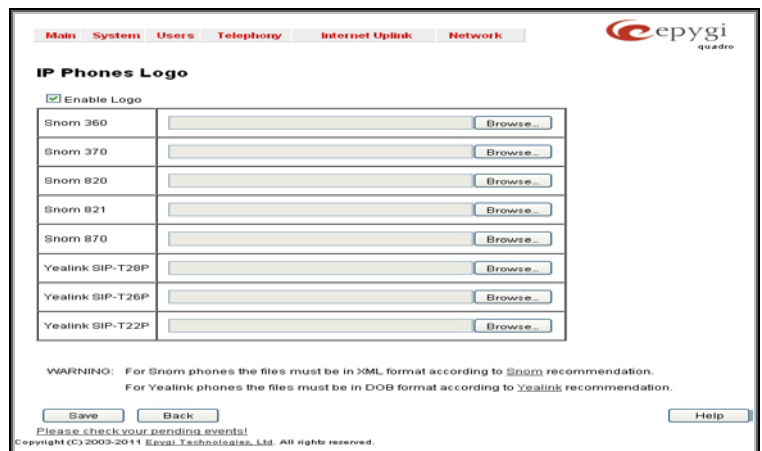 Main System Users Telephony Internet Uplink Network
epygi
quadro
IP Phones Logo
Enable Logo
Snom 360 Browse...
Snom 370 Browse...
Snom 820 Browse...
Snom 821 Browse...
Snom 870 Browse...
Yealink SIP-T28P Browse...
Yealink SIP-T26P Browse...
Yealink SIP-T22P Browse...
WARNING: For Snom phones the files must be in XML format according to Snom recommendation.
For Yealink phones the files must be in DOB format according to Yealink recommendation.
Save Back Help
Please check your pending events!
Copyright (C) 2003-2011 Epygi Technologies, Ltd. All rights reserved.